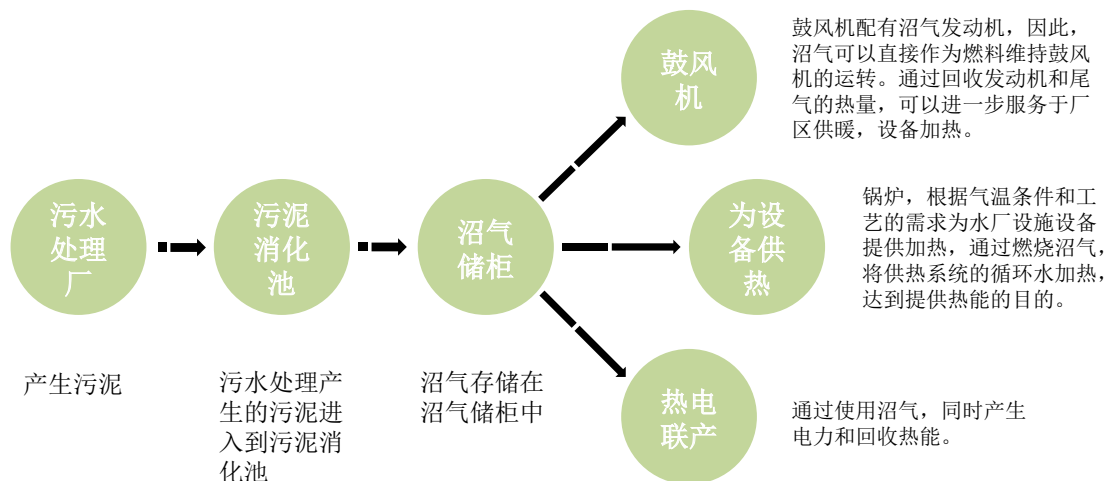 污水
处理
厂
产生污泥
污泥
消化
池
污水处理产
生的污泥进
入到污泥消
化池
沼气
储柜
沼气存储在
沼气储柜中
鼓风
机
鼓风机配有沼气发动机，因此，
沼气可以直接作为燃料维持鼓风
机的运转。通过回收发动机和尾
气的热量，可以进一步服务于厂
区供暖，设备加热。
为设
备供
热
锅炉，根据气温条件和工
艺的需求为水厂设施设备
提供加热，通过燃烧沼气，
将供热系统的循环水加热，
达到提供热能的目的。
热电
联产
通过使用沼气，同时产生
电力和回收热能。